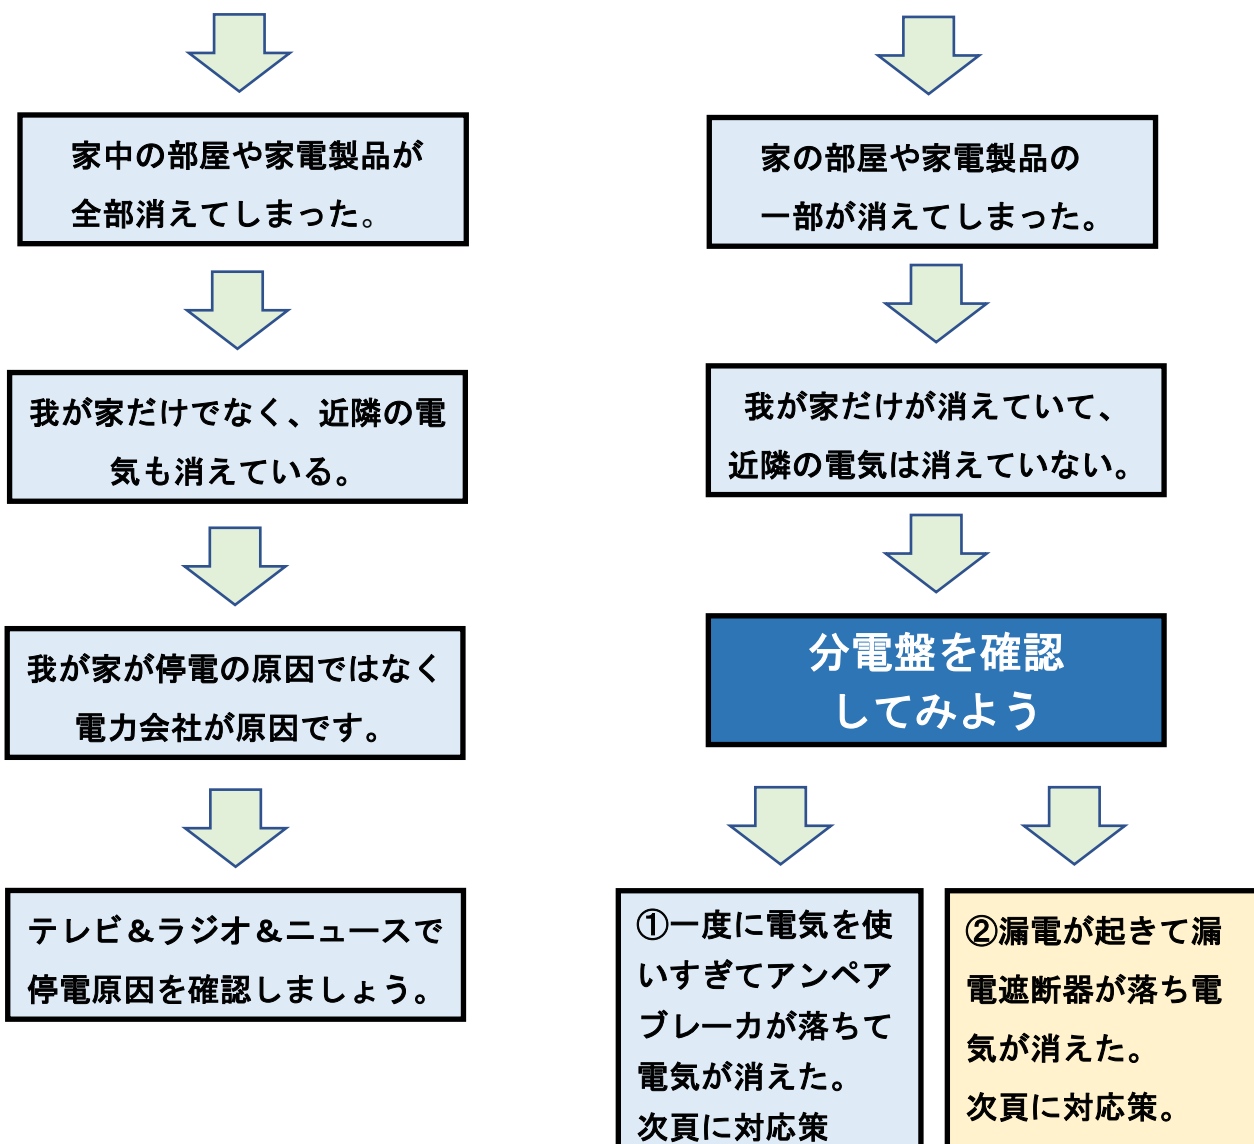 家中の部屋や家電製品が
全部消えてしまった。
我が家だけでなく、近隣の電
気も消えている。
我が家が停電の原因ではなく
電力会社が原因です。
テレビ&ラジオ&ニュースで
停電原因を確認しましょう。
家の部屋や家電製品の
一部が消えてしまった。
我が家だけが消えていて、
近隣の電気は消えていない。
分電盤を確認
してみよう
①一度に電気を使
いすぎてアンペア
ブレーカが落ちて
電気が消えた。
次頁に対応策
②漏電が起きて漏
電遮断器が落ち電
気が消えた。
次頁に対応策。